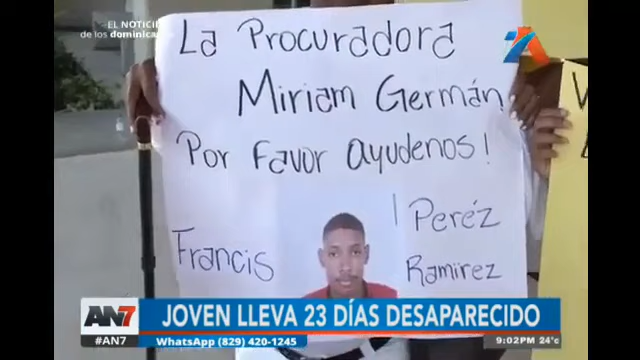 EL NOTICI
de los dominican
La Procuradora
Miriam Germán
Por favor ayudenos!
Francis
Peréz
Ramirez
AN7
JOVEN LLEVA 23 DÍAS DESAPARECIDO
#AN7
WhatsApp (829) 420-1245
9:02PM 24°c